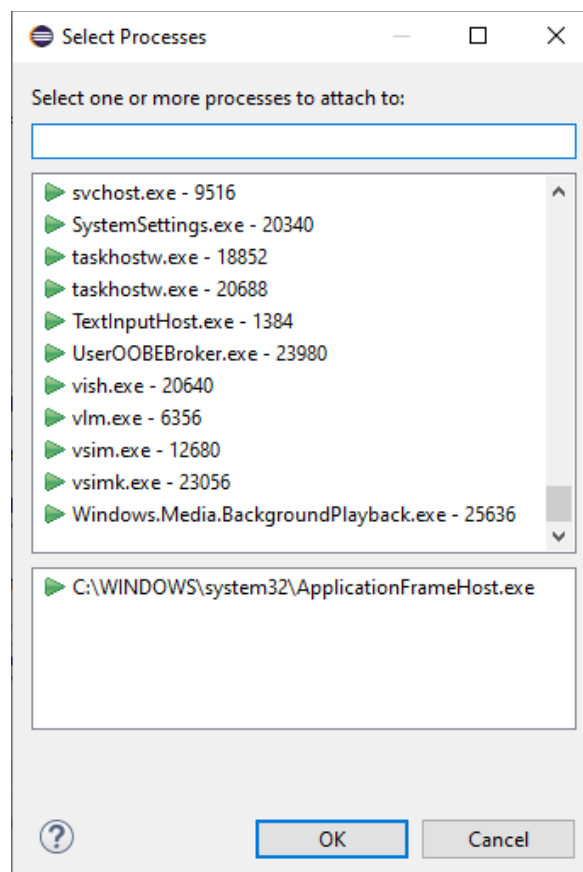 Select Processes
Select one or more processes to attach to:
svchost.exe - 9516
SystemSettings.exe - 20340
taskhostw.exe - 18852
taskhostw.exe - 20688
TextInputHost.exe - 1384
UserOOBEBroker.exe - 23980
vish.exe - 20640
vlm.exe - 6356
vsim.exe - 12680
vsimk.exe - 23056
Windows.Media.BackgroundPlayback.exe - 25636
C:\WINDOWS\system32\ApplicationFrameHost.exe
?
OK
Cancel